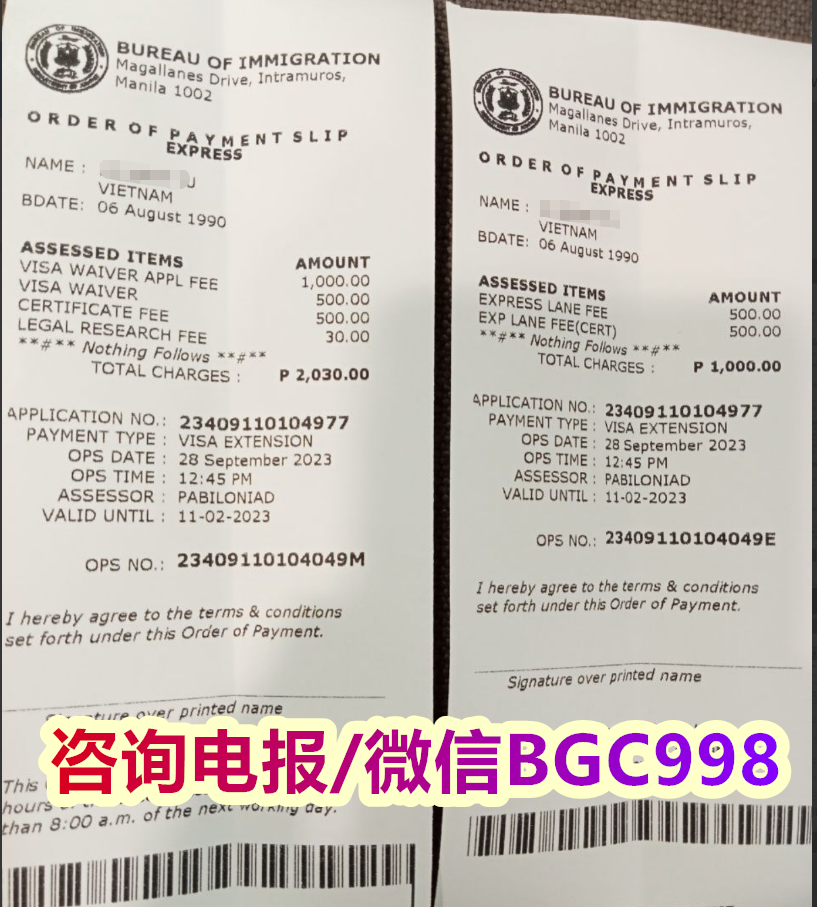 BUREAU OF IMMIGRATION
Magallanes Drive, Intramuros,
Manila 1002
ORDER OF PAYMENT SLIP
EXPRESS
NAME :
VIETNAM
BDATE: 06 August 1990
ASSESSED ITEMS AMOUNT
VISA WAIVER APPL FEE 1,000.00
VISA WAIVER 500.00
CERTIFICATE FEE 500.00
LEGAL RESEARCH FEE 30.00
**#** Nothing Follows **#**
TOTAL CHARGES : P 2,030.00
APPLICATION NO.: 23409110104977
PAYMENT TYPE : VISA EXTENSION
OPS DATE : 28 September 2023
OPS TIME : 12:45 PM
ASSESSOR : PABILONIAD
VALID UNTIL : 11-02-2023
OPS NO.: 23409110104049M
I hereby agree to the terms & conditions
set forth under this Order of Payment.
Signature over printed name
This
hours
than 8:00 a.m. of the next working day.
BUREAU OF IMMIGRATION
Magallanes Drive, Intramuros,
Manila 1002
ORDER OF PAYMENT SLIP
EXPRESS
NAME :
VIETNAM
BDATE: 06 August 1990
ASSESSED ITEMS AMOUNT
EXPRESS LANE FEE 500.00
EXP LANE FEE(CERT) 500.00
**#** Nothing Follows **#**
TOTAL CHARGES : P 1,000.00
APPLICATION NO.: 23409110104977
PAYMENT TYPE : VISA EXTENSION
OPS DATE : 28 September 2023
OPS TIME : 12:45 PM
ASSESSOR : PABILONIAD
VALID UNTIL : 11-02-2023
OPS NO.: 23409110104049E
I hereby agree to the terms & conditions
set forth under this Order of Payment.
Signature over printed name
咨询电报/微信BGC998